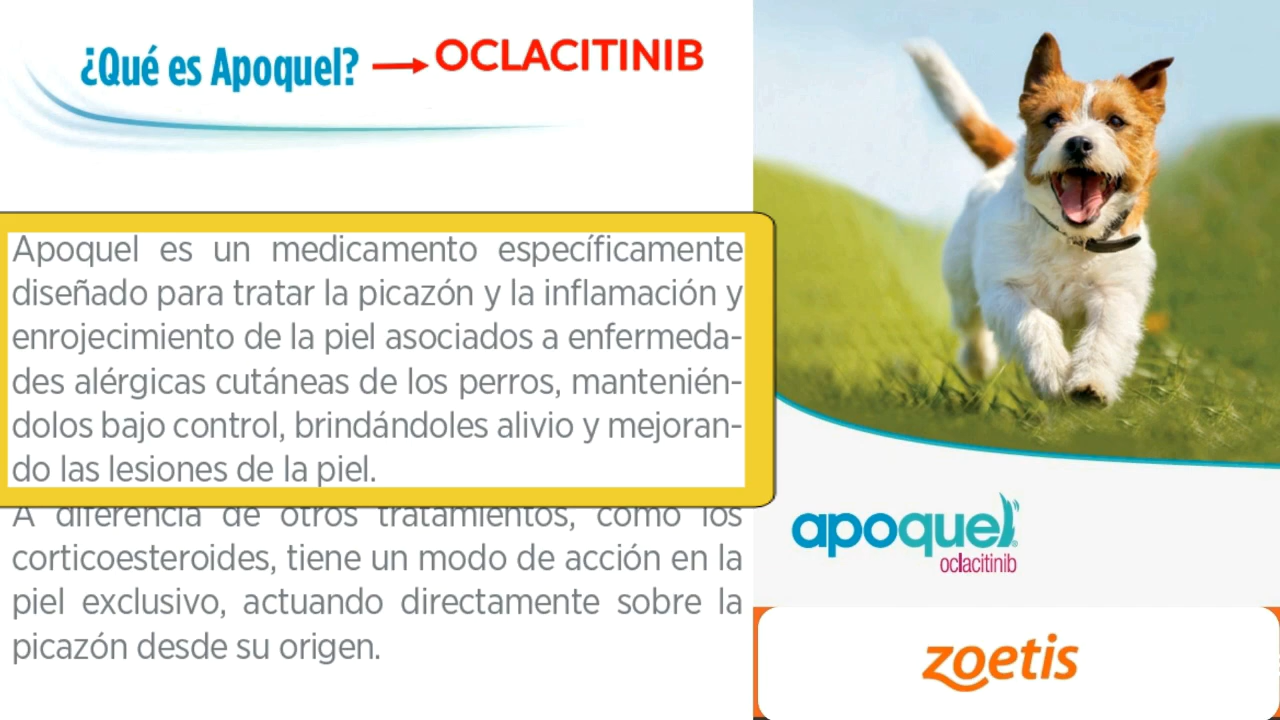 ¿Qué es Apoquel? → OCLACITINIB
Apoquel es un medicamento específicamente
diseñado para tratar la picazón y la inflamación y
enrojecimiento de la piel asociados a enfermeda-
des alérgicas cutáneas de los perros, mantenién-
dolos bajo control, brindándoles alivio y mejoran-
do las lesiones de la piel.
A diferencia de otros tratamientos, como los
corticoesteroides, tiene un modo de acción en la
piel exclusivo, actuando directamente sobre la
picazón desde su origen.
apoquel®
oclacitinib
zoetis